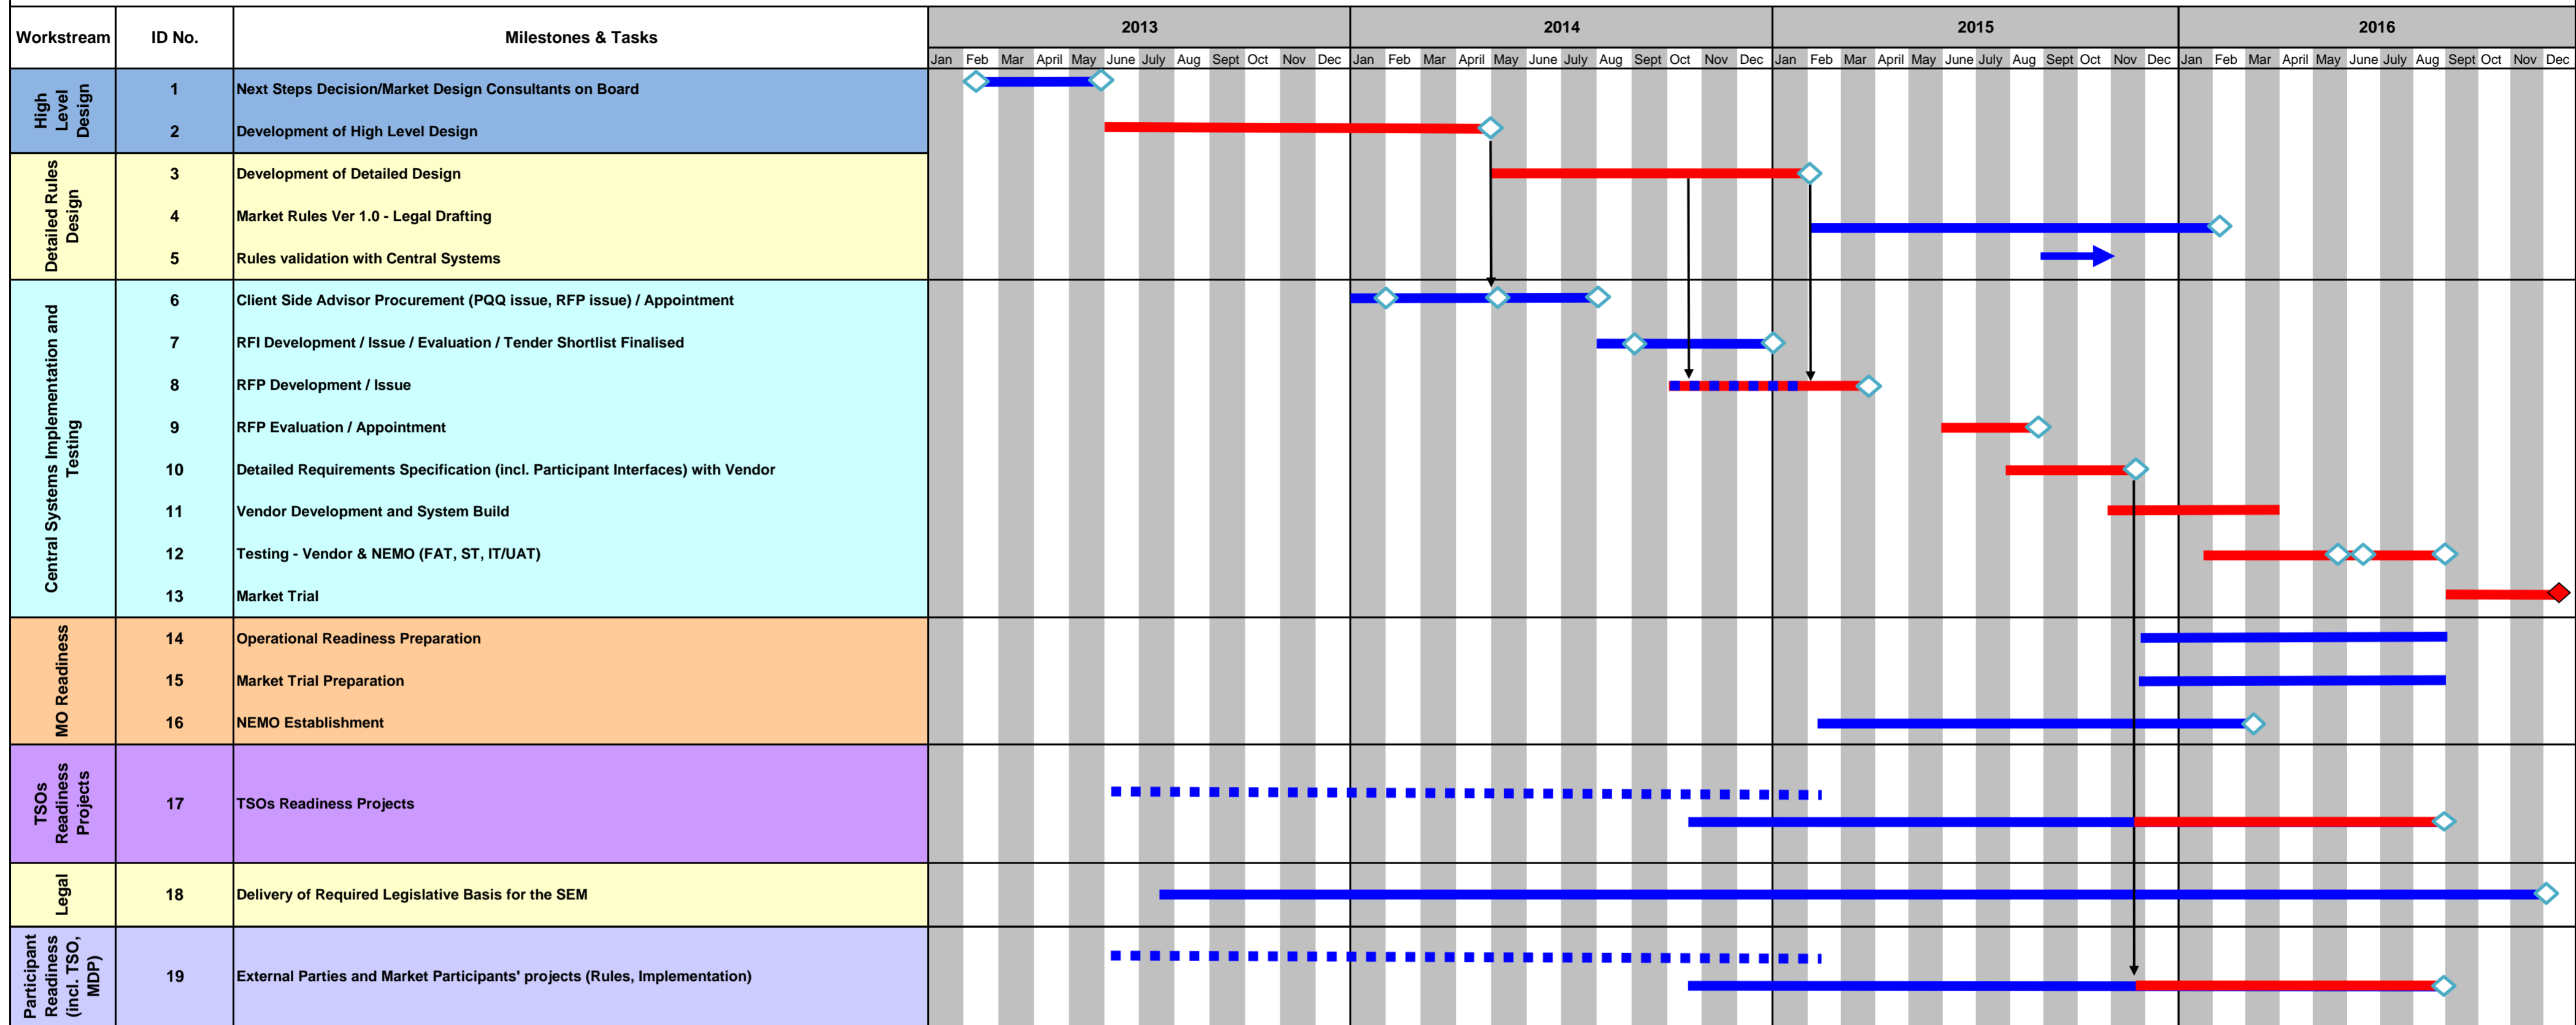 Workstream ID No. Milestones & Tasks 2013 2014 2015 2016
Jan Feb Mar April May June July Aug Sept Oct Nov Dec Jan Feb Mar April May June July Aug Sept Oct Nov Dec Jan Feb Mar April May June July Aug Sept Oct Nov Dec Jan Feb Mar April May June July Aug Sept Oct Nov Dec
High
Level
Design
1 Next Steps Decision/Market Design Consultants on Board
2 Development of High Level Design
Detailed Rules
Design
3 Development of Detailed Design
4 Market Rules Ver 1.0 - Legal Drafting
5 Rules validation with Central Systems
Central Systems Implementation and
Testing
6 Client Side Advisor Procurement (PQQ issue, RFP issue) / Appointment
7 RFI Development / Issue / Evaluation / Tender Shortlist Finalised
8 RFP Development / Issue
9 RFP Evaluation / Appointment
10 Detailed Requirements Specification (incl. Participant Interfaces) with Vendor
11 Vendor Development and System Build
12 Testing - Vendor & NEMO (FAT, ST, IT/UAT)
13 Market Trial
MO Readiness
14 Operational Readiness Preparation
15 Market Trial Preparation
16 NEMO Establishment
TSOs
Readiness
Projects
17 TSOs Readiness Projects
Legal
18 Delivery of Required Legislative Basis for the SEM
Participant
Readiness
(incl. TSO,
MDP)
19 External Parties and Market Participants' projects (Rules, Implementation)